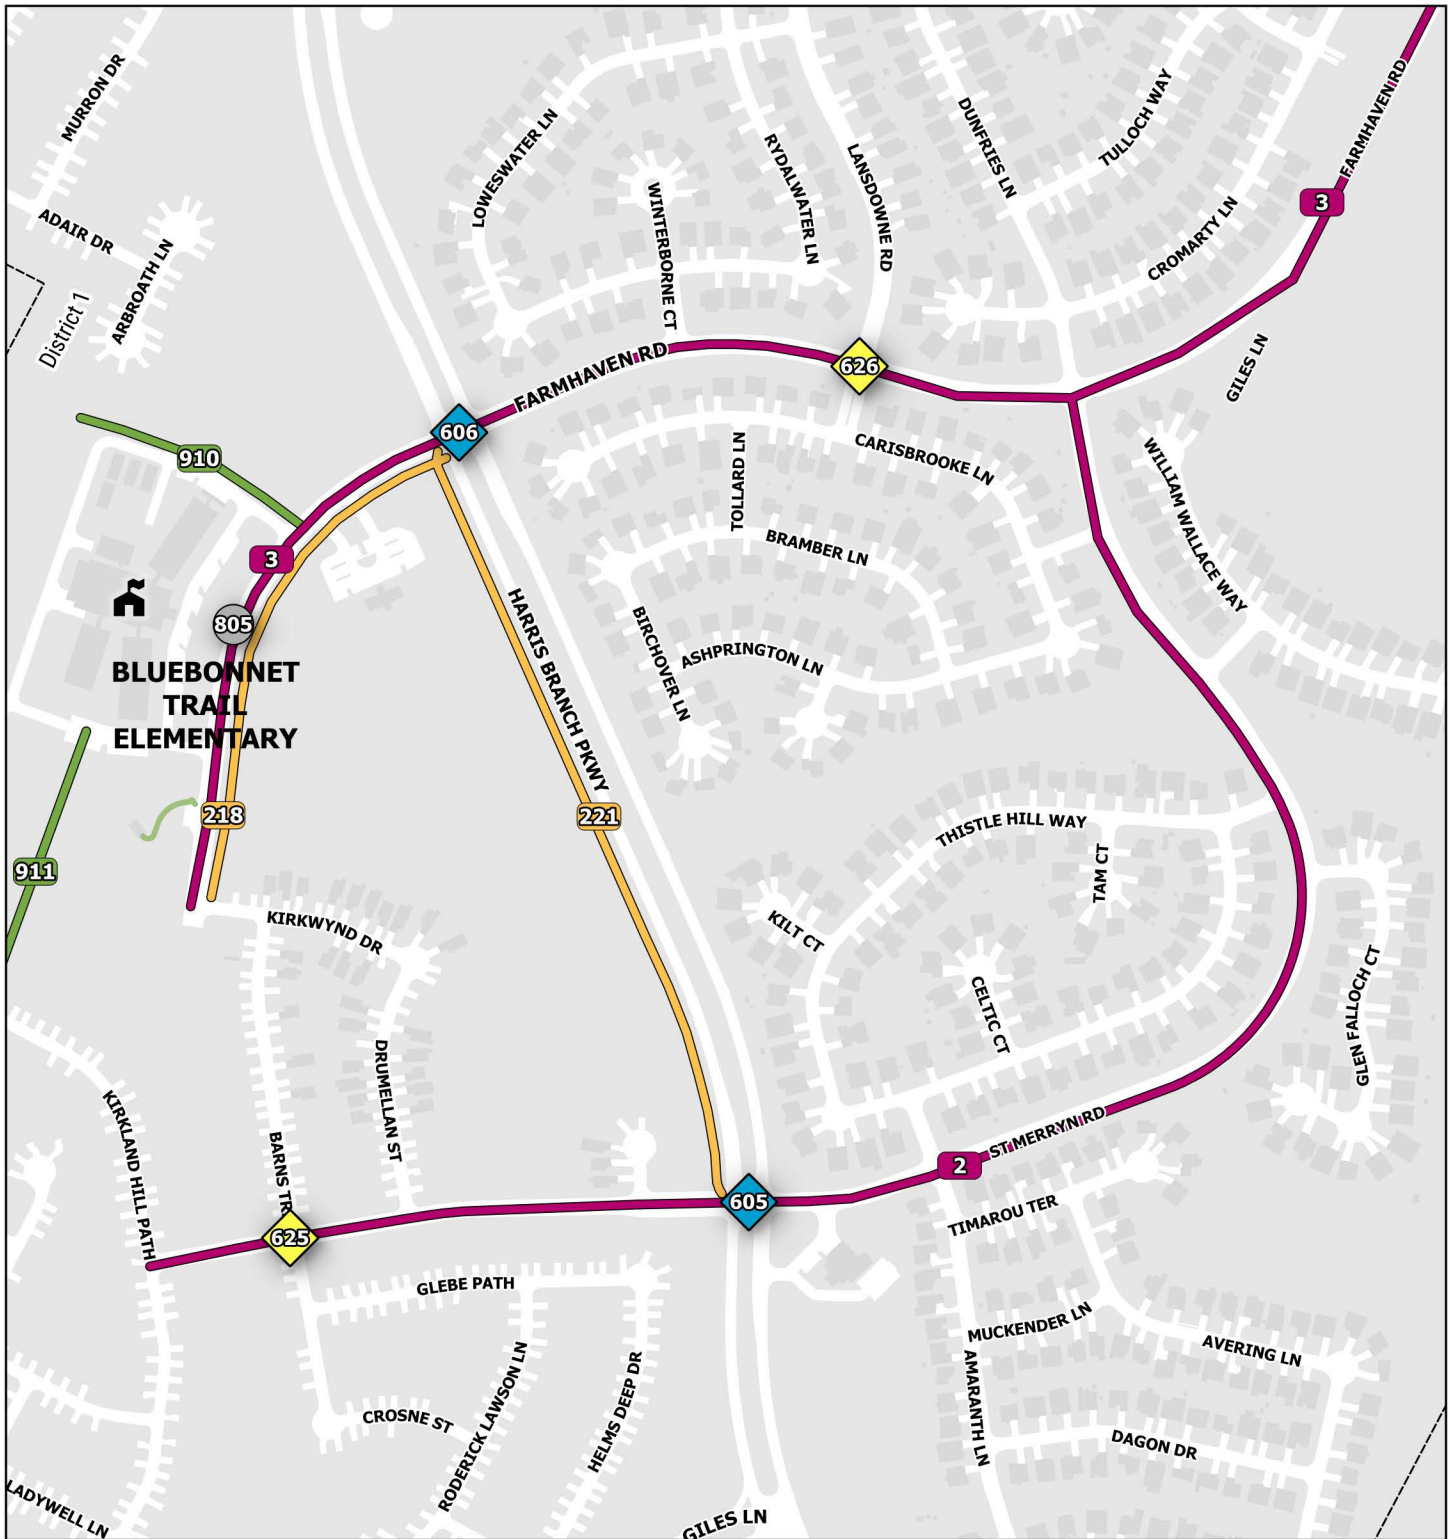 MURRON DR
ADAIR DR
ARBROATH LN
District 1
LOWESWATER LN
WINTERBORNE CT
RYDALWATER LN
LANSDOWNE RD
DUNFRIES LN
TULLOCH WAY
CROMARTY LN
FARMHAVEN RD
3
GILES LN
FARMHAVEN RD
626
606
910
3
805
BLUEBONNET
TRAIL
ELEMENTARY
218
911
CARISBROOKE LN
TOLLARD LN
BRAMBER LN
BIRCHOVER LN
ASHPRINGTON LN
WILLIAM WALLACE WAY
HARRIS BRANCH PKWY
221
THISTLE HILL WAY
TAM CT
KILT CT
CELTIC CT
GLEN FALLOCH CT
KIRKWYND DR
DRUMELLAN ST
BARNS TRL
KIRKLAND HILL PATH
625
605
2
ST MERRYN RD
TIMAROU TER
GLEBE PATH
MUCKENDER LN
AVERING LN
AMARANTH LN
DAGON DR
CROSNE ST
RODERICK LAWSON LN
HELMS DEEP DR
LADYWELL LN
GILES LN